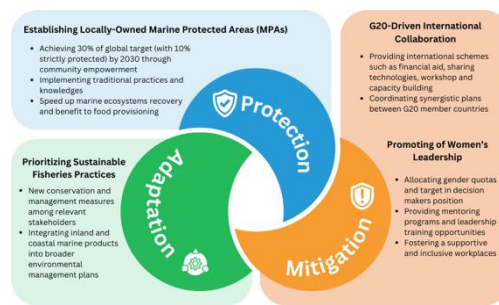 Establishing Locally-Owned Marine Protected Areas (MPAs)
• Achieving 30% of global target (with 10%
strictly protected) by 2030 through
community empowerment
• Implementing traditional practices and
knowledges
• Speed up marine ecosystems recovery
and benefit to food provisioning
G20-Driven International
Collaboration
• Providing international schemes
such as financial aid, sharing
technologies, workshop and
capacity building
• Coordinating synergistic plans
between G20 member countries
Protection
Adaptation
Mitigation
Prioritizing Sustainable
Fisheries Practices
• New conservation and
management measures
among relevant
stakeholders
• Integrating inland and
coastal marine products
into broader
environmental
management plans
Promoting of Women's
Leadership
• Allocating gender quotas
and target in decision
makers position
• Providing mentoring
programs and leadership
training opportunities
• Fostering a supportive
and inclusive workplaces